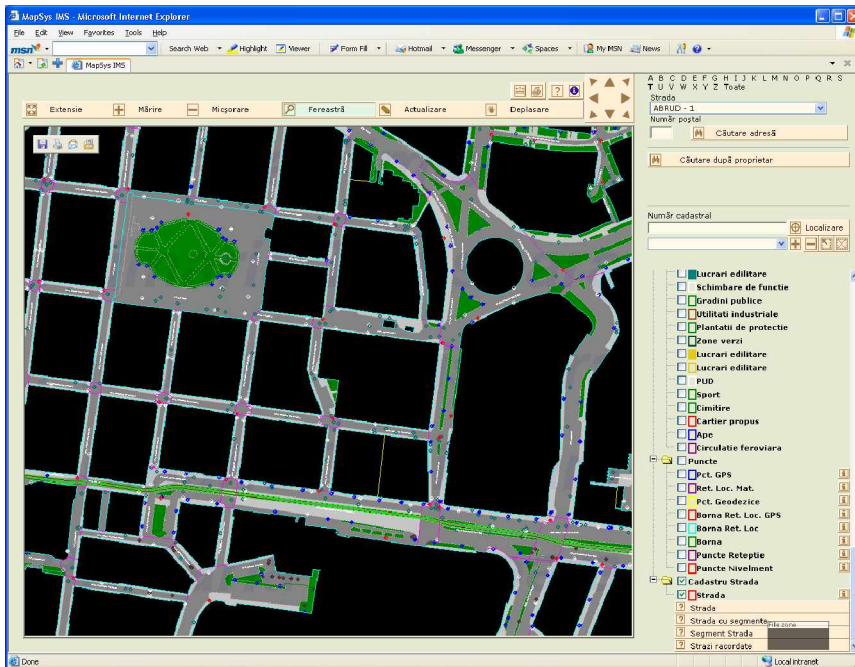 MapSys IMS - Microsoft Internet Explorer
File Edit View Favorites Tools Help
msn Search Web Highlight Viewer Form Fill Hotmail Messenger Spaces My MSN News
MapSys IMS
A B C D E F G H I J K L M N O P Q R S
T U V W X Y Z Toate
Strada
ABRUD - 1
Număr poştal
Căutare adresă
Extensie Mărire Micşorare Fereastră Actualizare Deplasare
Căutare după proprietar
Număr cadastral
Localizare
Lucrari edilitare
Schimbare de functie
Gradini publice
Utilitati industriale
Plantatii de protectie
Zone verzi
Lucrari edilitare
Lucrari edilitare
PUD
Sport
Cimitire
Cartier propus
Ape
Circulatie feroviara
Puncte
Pct. GPS
Ret. Loc. Mat.
Pct. Geodezice
Borna Ret. Loc. GPS
Borna Ret. Loc
Borna
Puncte Reteptie
Puncte Nivelment
Cadastru Strada
Strada
Strada
Strada cu segmente
File zone
Segment Strada
Strazi racordate
Done Local intranet